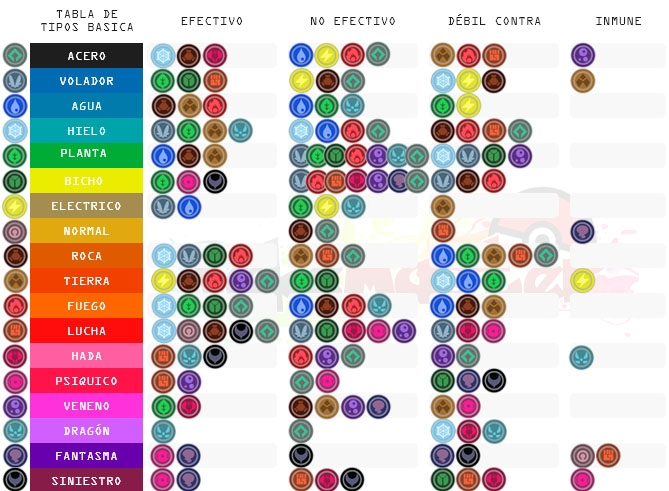 TABLA DE
TIPOS BASICA
EFECTIVO
NO EFECTIVO
DÉBIL CONTRA
INMUNE
ACERO
VOLADOR
AGUA
HIELO
PLANTA
BICHO
ELECTRICO
NORMAL
ROCA
TIERRA
FUEGO
LUCHA
HADA
PSIQUICO
VENENO
DRAGÓN
FANTASMA
SINIESTRO